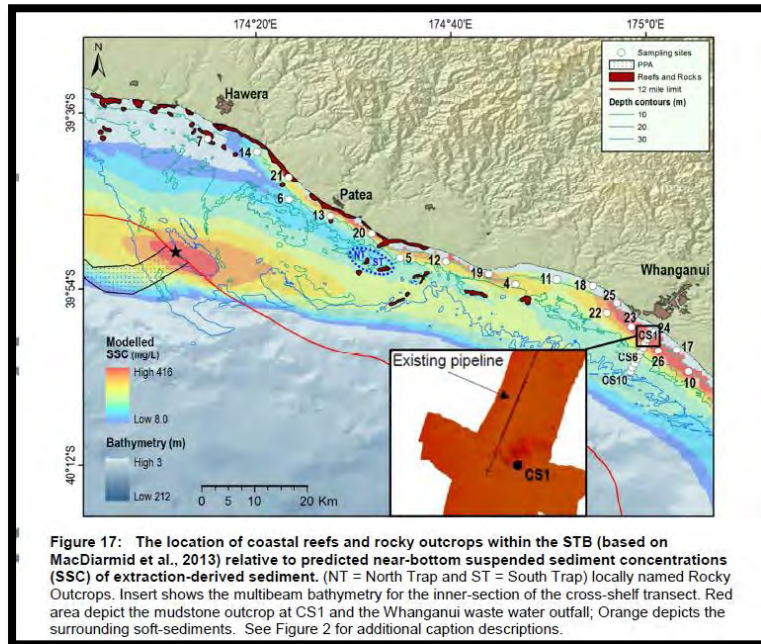 174°20'E
174°40'E
175°0'E
N
39°36'S
39°54'S
40°12'S
Hawera
Patea
Whanganui
Sampling sites
PPA
Reefs and Rocks
12 mile limit
Depth contours (m)
10
20
30
7
14
21
6
13
20
NT
ST
5
12
19
4
11
18
25
22
23
24
CS1
17
CS6
26
CS10
10
Modelled
SSC (mg/L)
High 416
Low 8.0
Bathymetry (m)
High 3
Low 212
0 5 10 20 Km
Existing pipeline
CS1
Figure 17: The location of coastal reefs and rocky outcrops within the STB (based on
MacDiarmid et al., 2013) relative to predicted near-bottom suspended sediment concentrations
(SSC) of extraction-derived sediment. (NT = North Trap and ST = South Trap) locally named Rocky
Outcrops. Insert shows the multibeam bathymetry for the inner-section of the cross-shelf transect. Red
area depict the mudstone outcrop at CS1 and the Whanganui waste water outfall; Orange depicts the
surrounding soft-sediments. See Figure 2 for additional caption descriptions.